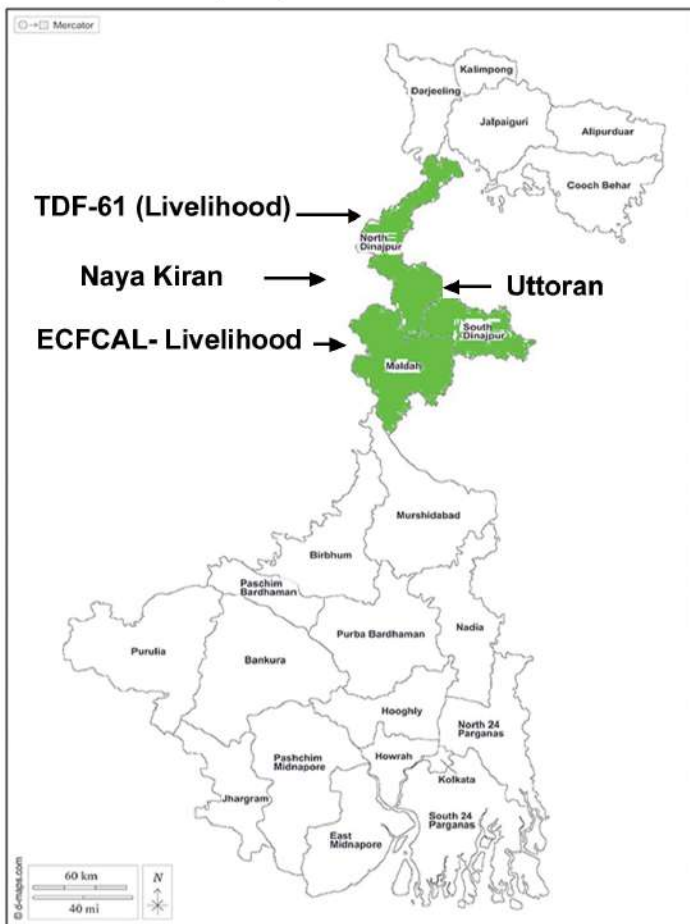 Mercator
Kalimpong
Darjeeling
Jalpaiguri
Alipurduar
Cooch Behar
TDF-61 (Livelihood)
North
Dinajpur
Naya Kiran
Uttoran
ECFCAL- Livelihood
South
Dinajpur
Maldah
Murshidabad
Birbhum
Paschim
Bardhaman
Purba Bardhaman
Nadia
Purulia
Bankura
Hooghly
North 24
Parganas
Howrah
Pashchim
Midnapore
Kolkata
Jhargram
South 24
Parganas
East
Midnapore
60 km
40 mi
N
© d-maps.com